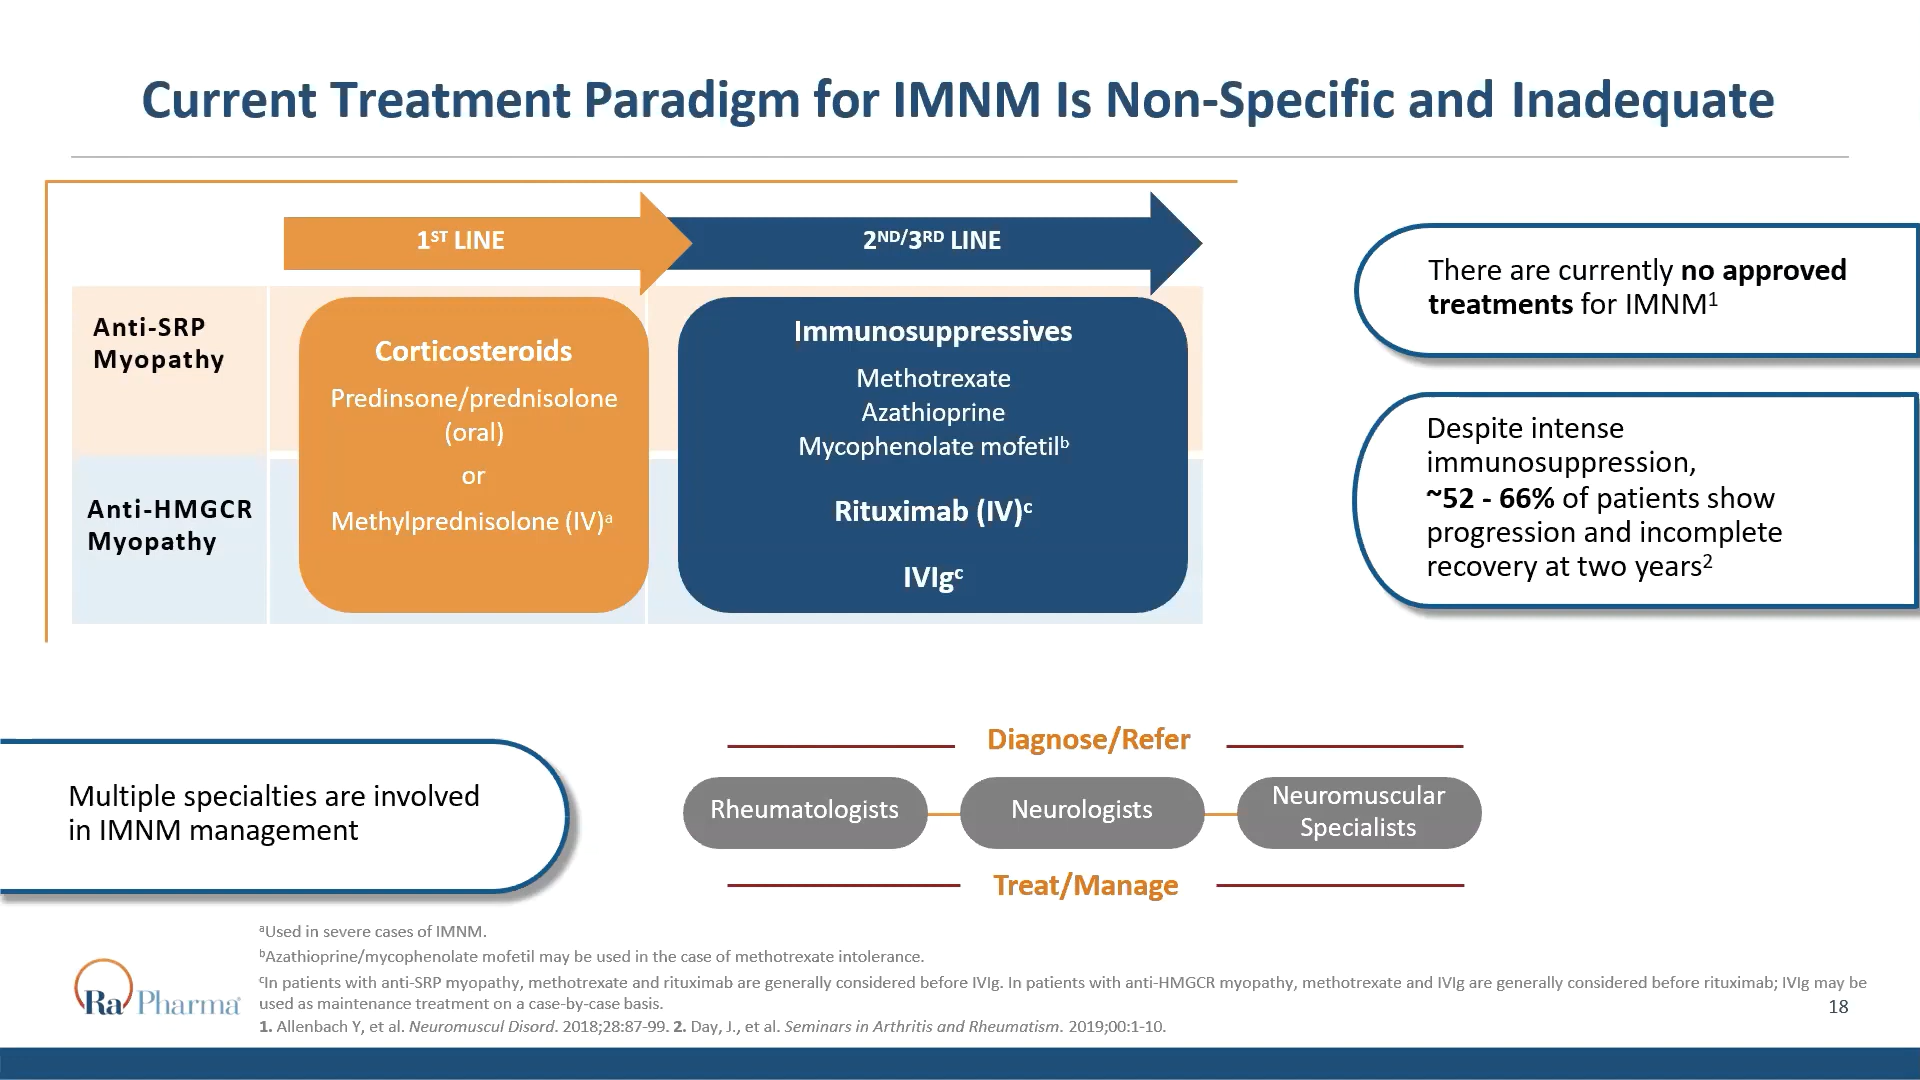 Current Treatment Paradigm for IMNM Is Non-Specific and Inadequate
1ST LINE
2ND/3RD LINE
Anti-SRP
Myopathy
Anti-HMGCR
Myopathy
Corticosteroids
Predinsone/prednisolone
(oral)
or
Methylprednisolone (IV)a
Immunosuppressives
Methotrexate
Azathioprine
Mycophenolate mofetilb
Rituximab (IV)c
IVIgc
There are currently no approved
treatments for IMNM1
Despite intense
immunosuppression,
~52 - 66% of patients show
progression and incomplete
recovery at two years2
Multiple specialties are involved
in IMNM management
Diagnose/Refer
Rheumatologists
Neurologists
Neuromuscular
Specialists
Treat/Manage
aUsed in severe cases of IMNM.
bAzathioprine/mycophenolate mofetil may be used in the case of methotrexate intolerance.
cIn patients with anti-SRP myopathy, methotrexate and rituximab are generally considered before IVIg. In patients with anti-HMGCR myopathy, methotrexate and IVIg are generally considered before rituximab; IVIg may be
used as maintenance treatment on a case-by-case basis.
1. Allenbach Y, et al. Neuromuscul Disord. 2018;28:87-99. 2. Day, J., et al. Seminars in Arthritis and Rheumatism. 2019;00:1-10.
Ra Pharma
18